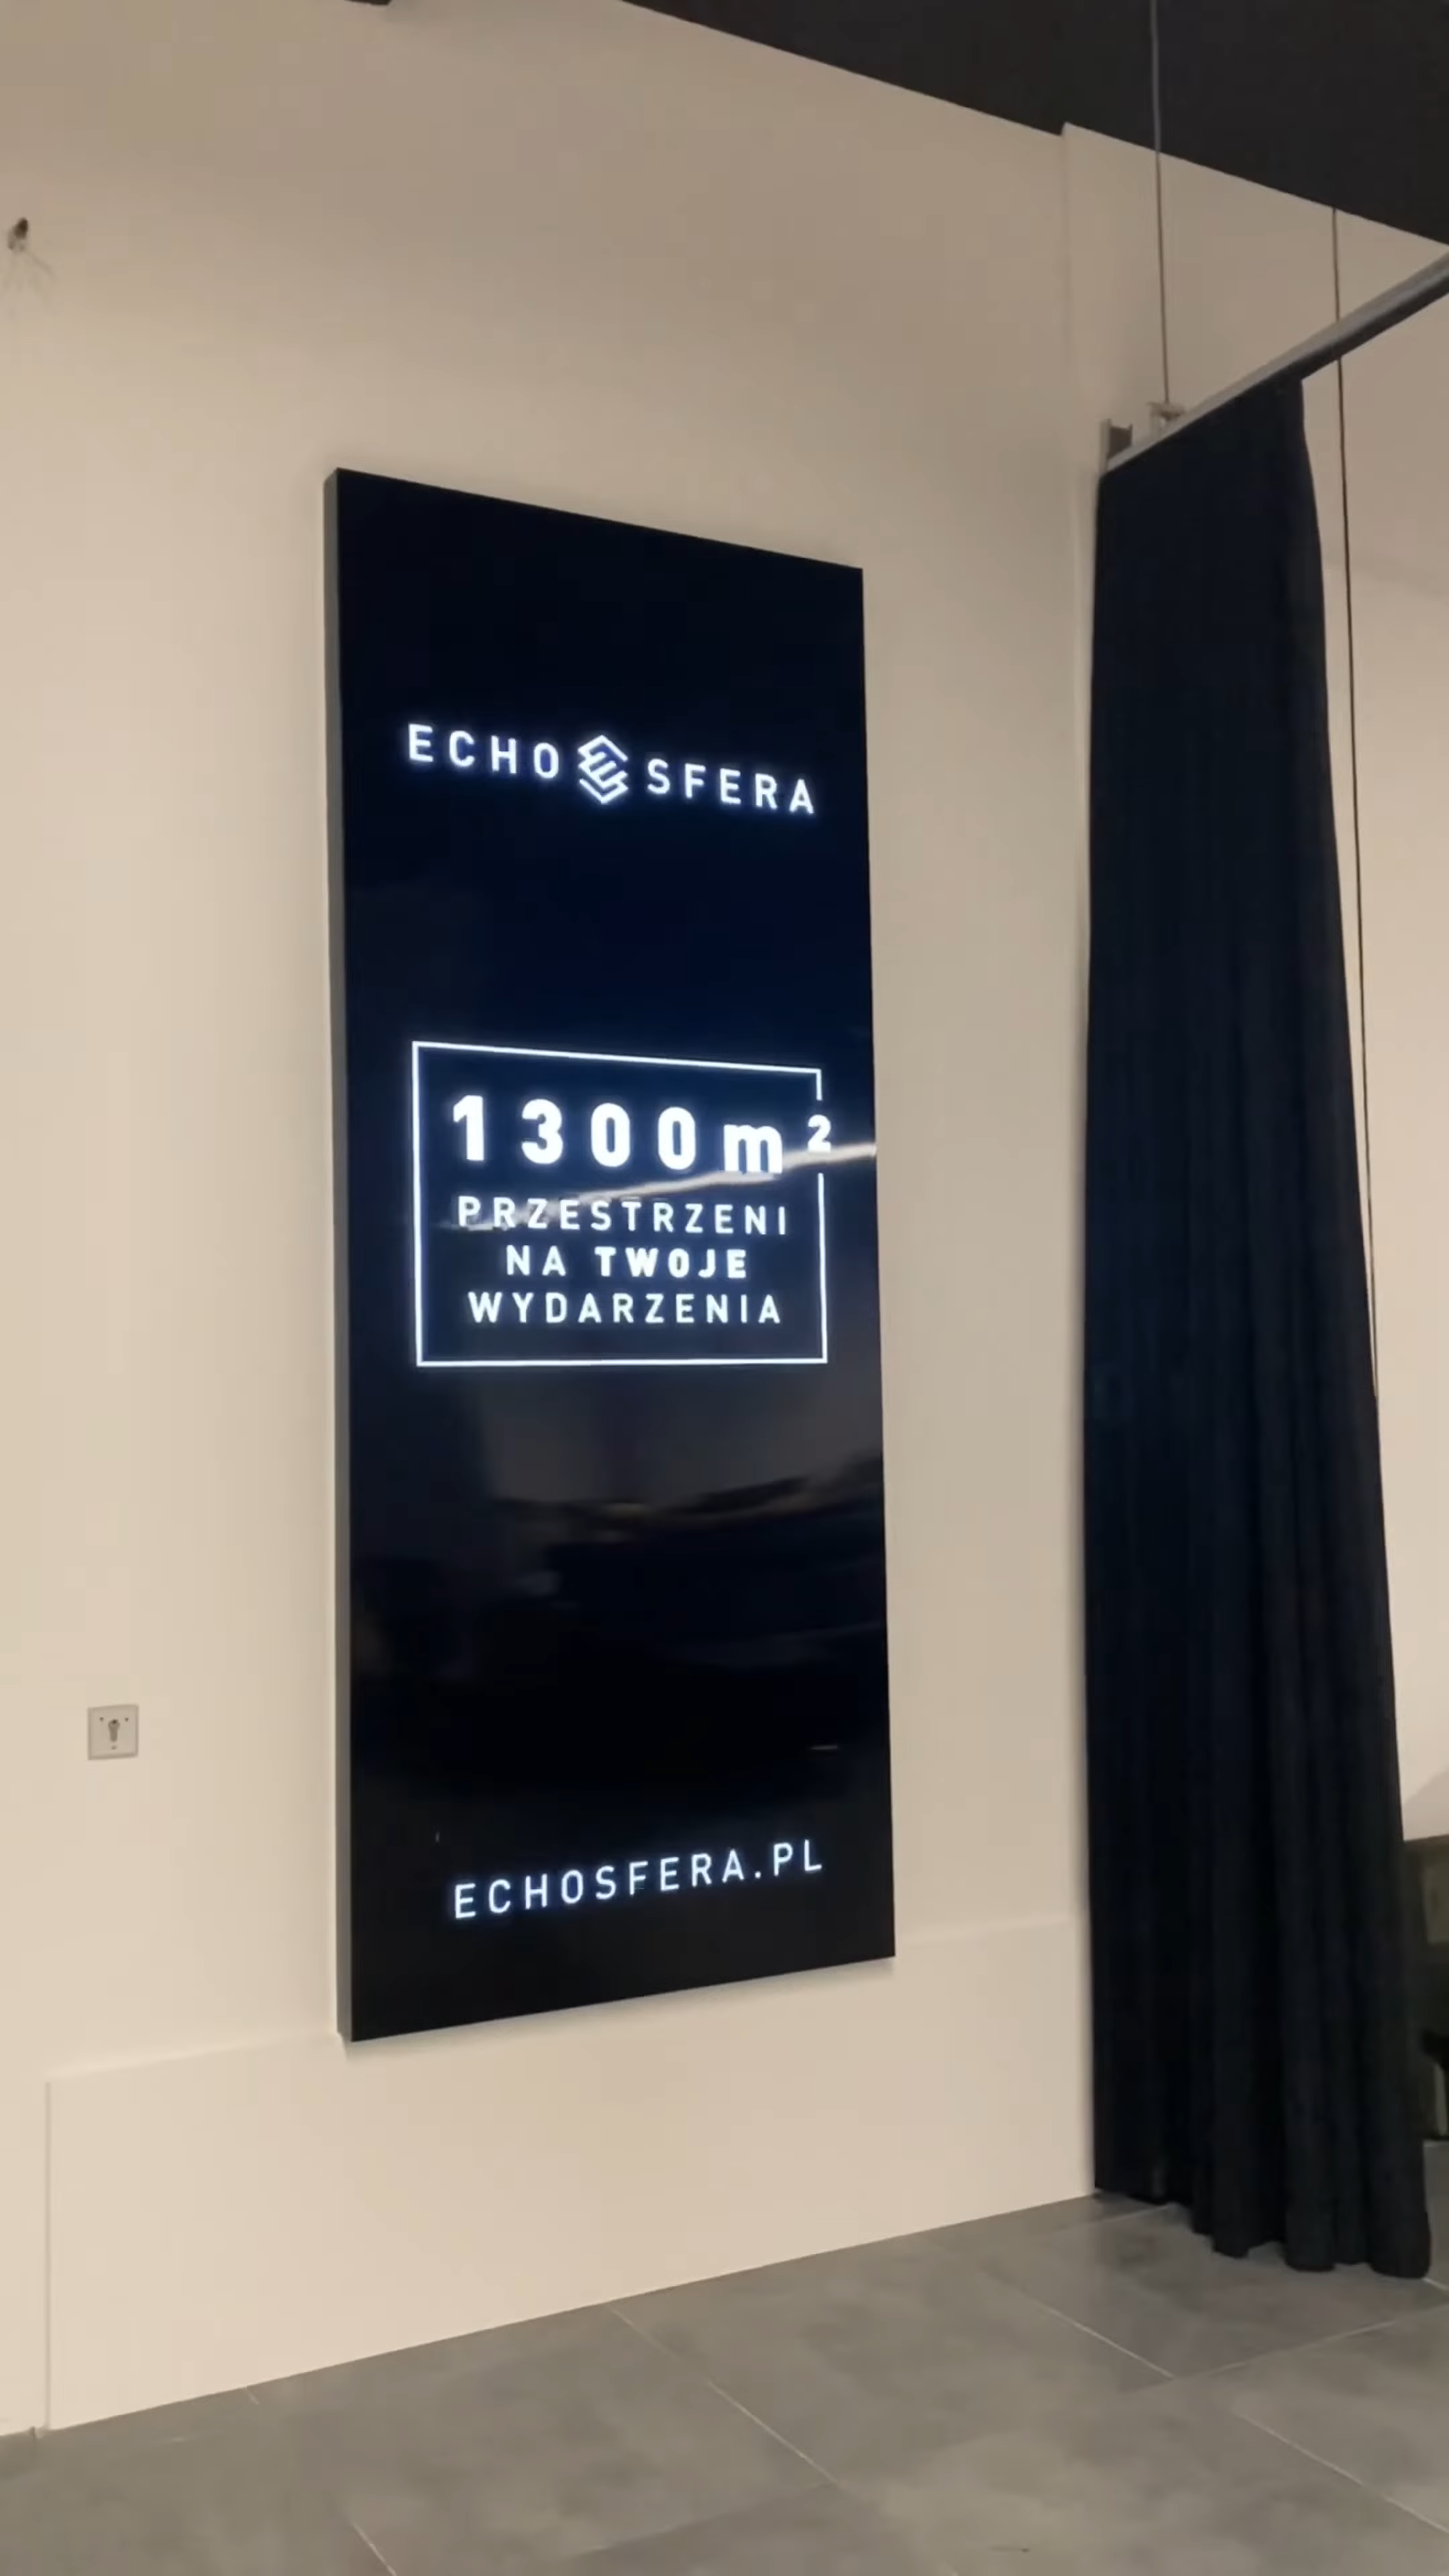 ECHO SFERA
1300m²
PRZESTRZENI
NA TWOJE
WYDARZENIA
ECHOSFERA.PL